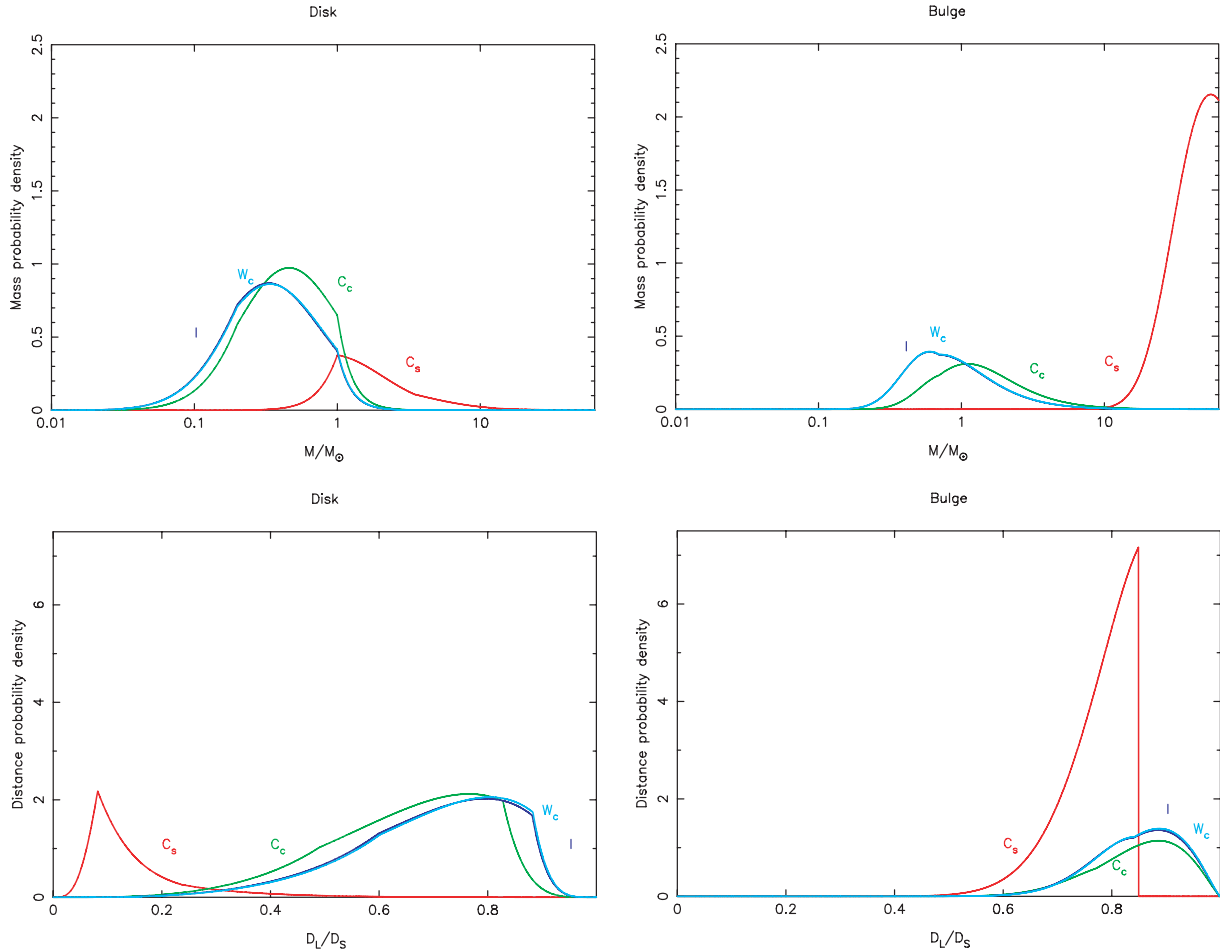 Disk
Mass probability density
2.5
2
1.5
1
0.5
0
W_c
C_c
I
C_s
0.01
0.1
1
10
M/M_⊙
Bulge
Mass probability density
2.5
2
1.5
1
0.5
0
I
W_c
C_c
C_s
0.01
0.1
1
10
M/M_⊙
Disk
Distance probability density
6
4
2
0
C_s
C_c
W_c
I
0
0.2
0.4
0.6
0.8
D_L/D_S
Bulge
Distance probability density
6
4
2
0
C_s
I
W_c
C_c
0
0.2
0.4
0.6
0.8
D_L/D_S